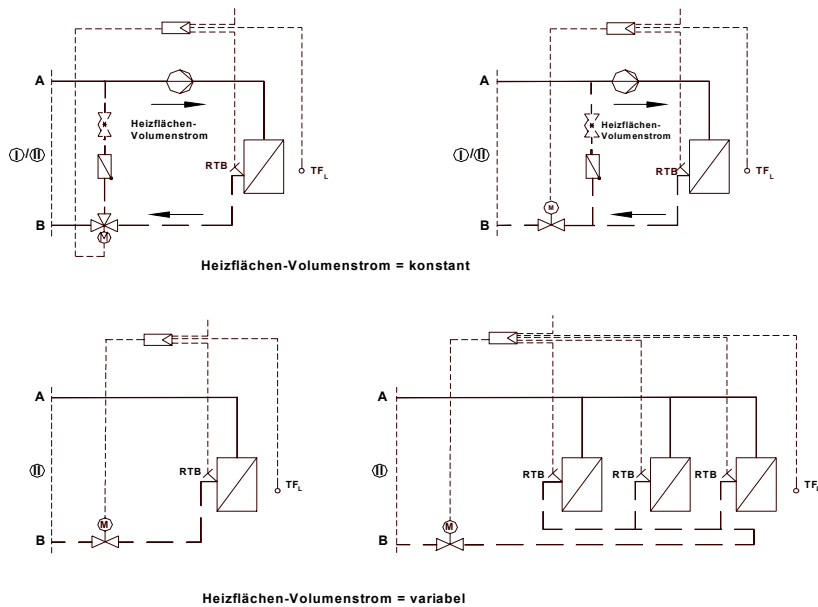 A
A
Heizflächen-
Volumenstrom
Heizflächen-
Volumenstrom
I/II
RTB
TFL
I/II
RTB
TFL
M
B
M
B
Heizflächen-Volumenstrom = konstant
A
A
II
RTB
TFL
II
RTB
RTB
RTB
TF
M
B
M
B
Heizflächen-Volumenstrom = variabel